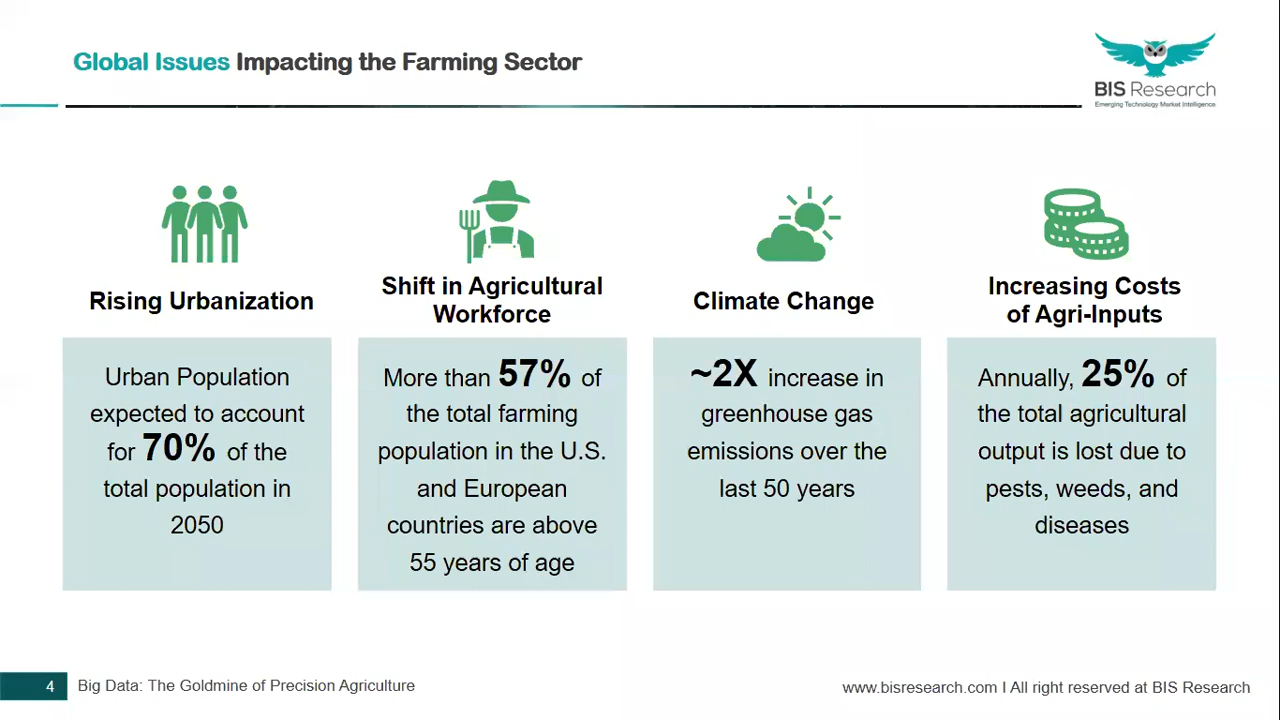 Global Issues Impacting the Farming Sector
BIS Research
Emerging Technology Market Intelligence
Rising Urbanization
Urban Population
expected to account
for 70% of the
total population in
2050
Shift in Agricultural
Workforce
More than 57% of
the total farming
population in the U.S.
and European
countries are above
55 years of age
Climate Change
~2X increase in
greenhouse gas
emissions over the
last 50 years
Increasing Costs
of Agri-Inputs
Annually, 25% of
the total agricultural
output is lost due to
pests, weeds, and
diseases
4
Big Data: The Goldmine of Precision Agriculture
www.bisresearch.com I All right reserved at BIS Research